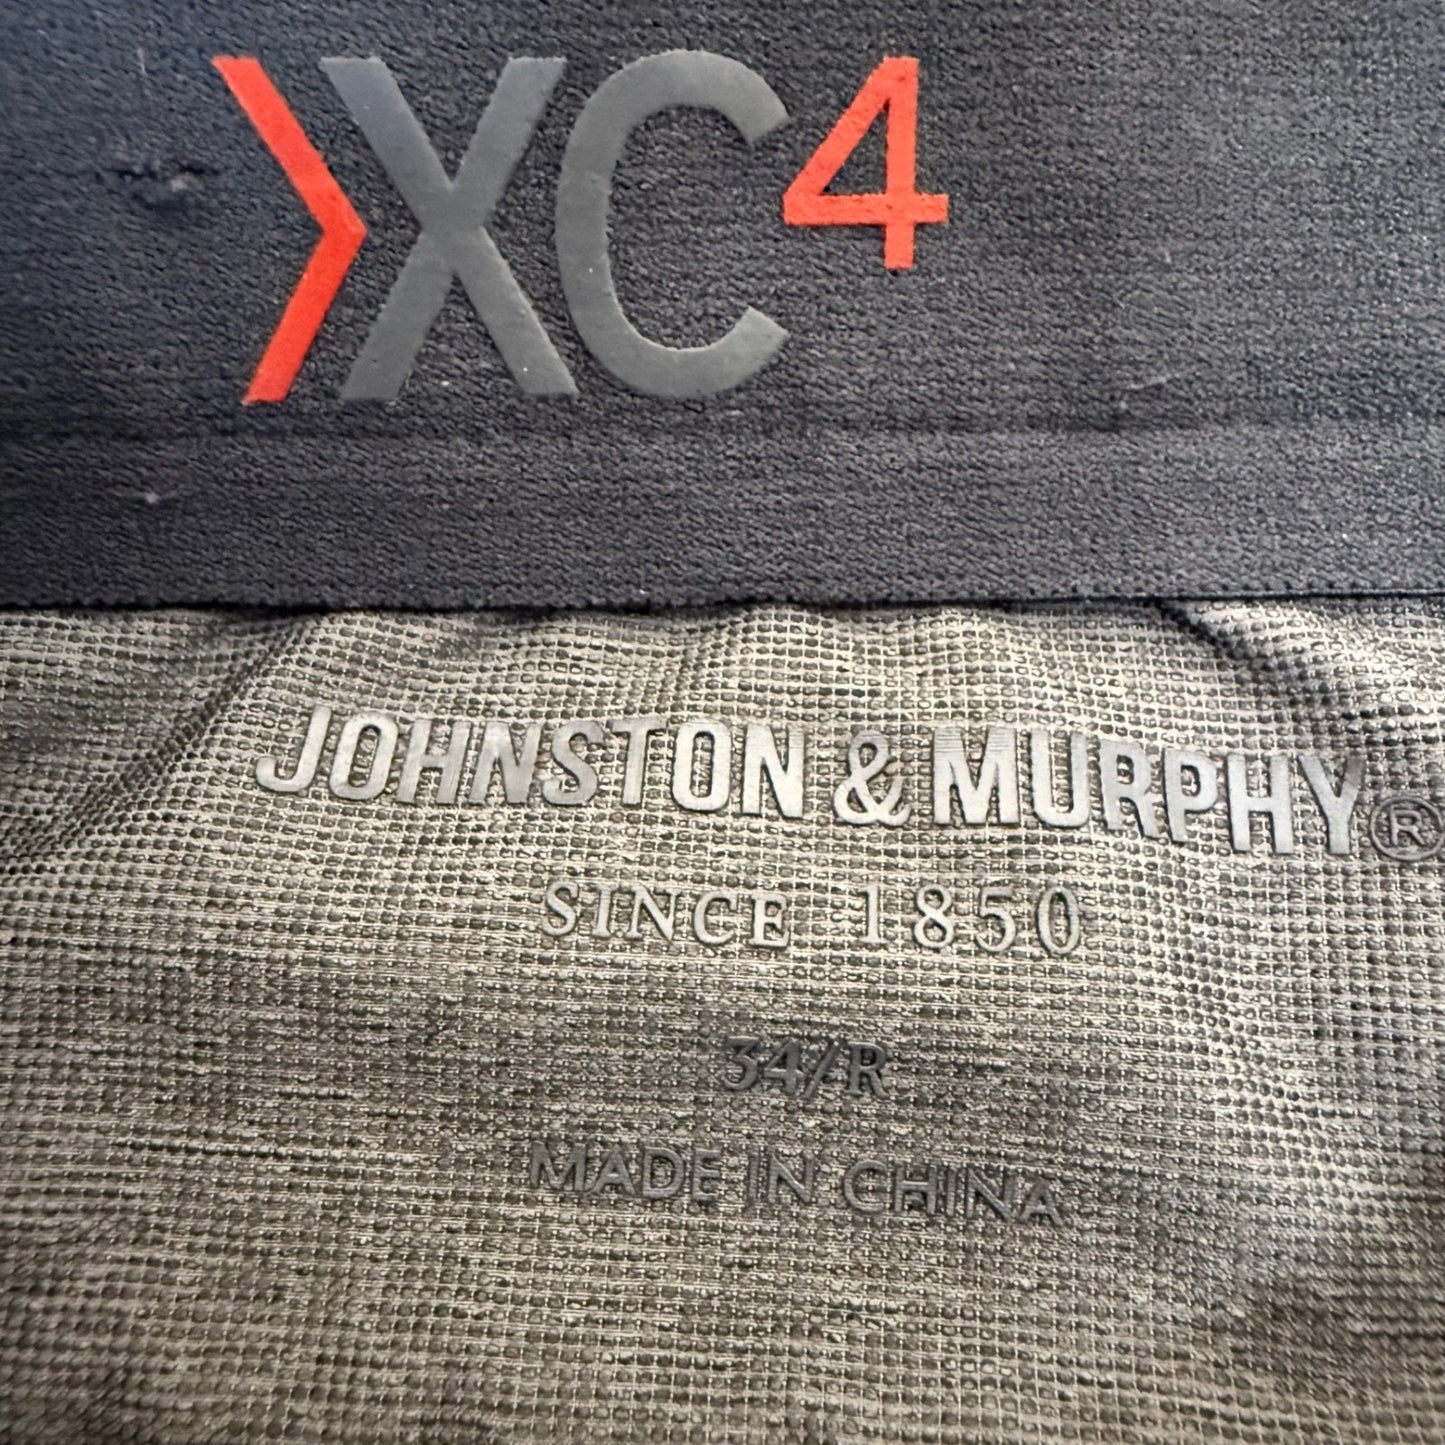 XC4
JOHNSTON & MURPHY®
SINCE 1850
34/R
MADE IN CHINA